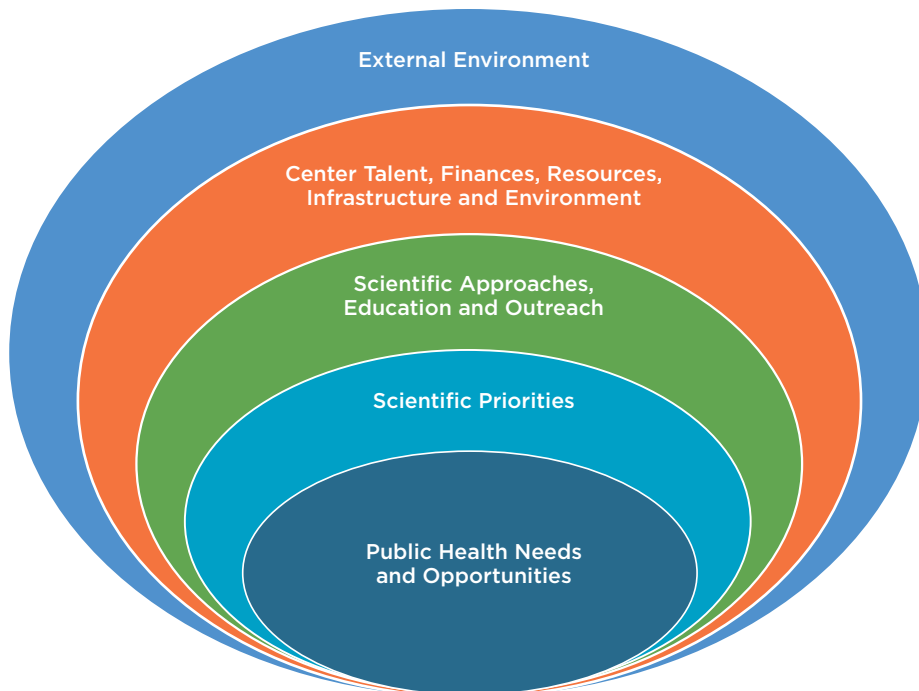 External Environment
Center Talent, Finances, Resources,
Infrastructure and Environment
Scientific Approaches,
Education and Outreach
Scientific Priorities
Public Health Needs
and Opportunities